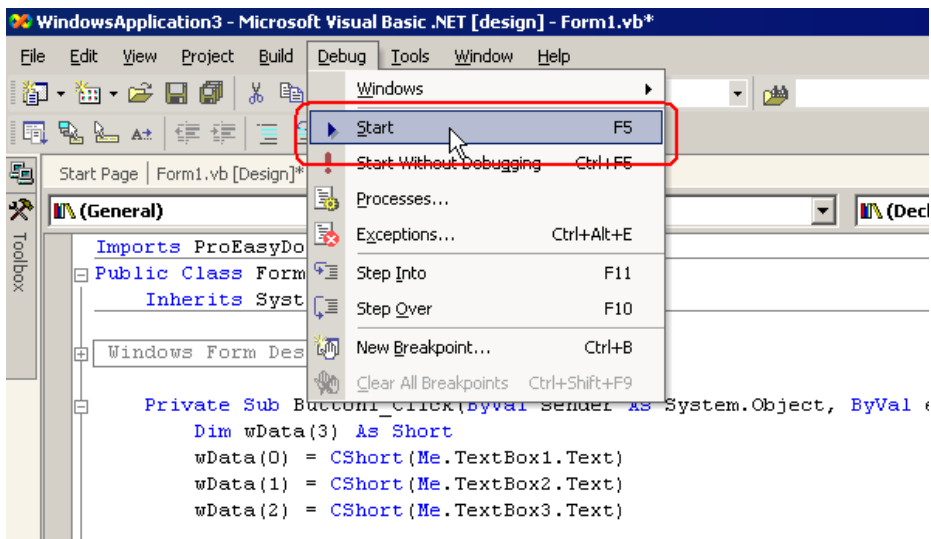 WindowsApplication3 - Microsoft Visual Basic .NET [design] - Form1.vb*
File Edit View Project Build Debug Tools Window Help
Windows
Start F5
Start Without Debugging Ctrl+F5
Start Page Form1.vb [Design]*
Processes...
(General) (Decl
Exceptions... Ctrl+Alt+E
Toolbox
Imports ProEasyDo
Public Class Form
Step Into F11
Inherits Syst
Step Over F10
Windows Form Des
New Breakpoint... Ctrl+B
Clear All Breakpoints Ctrl+Shift+F9
Private Sub Button1_Click(ByVal sender As System.Object, ByVal e
Dim wData(3) As Short
wData(0) = CShort(Me.TextBox1.Text)
wData(1) = CShort(Me.TextBox2.Text)
wData(2) = CShort(Me.TextBox3.Text)